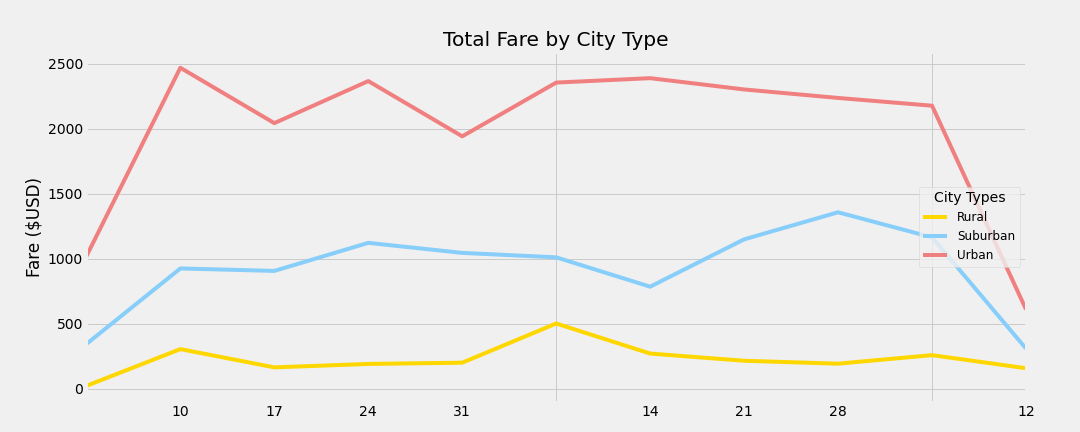 Total Fare by City Type
Fare ($USD)
2500
2000
1500
1000
500
0
City Types
Rural
Suburban
Urban
10 17 24 31 14 21 28 12